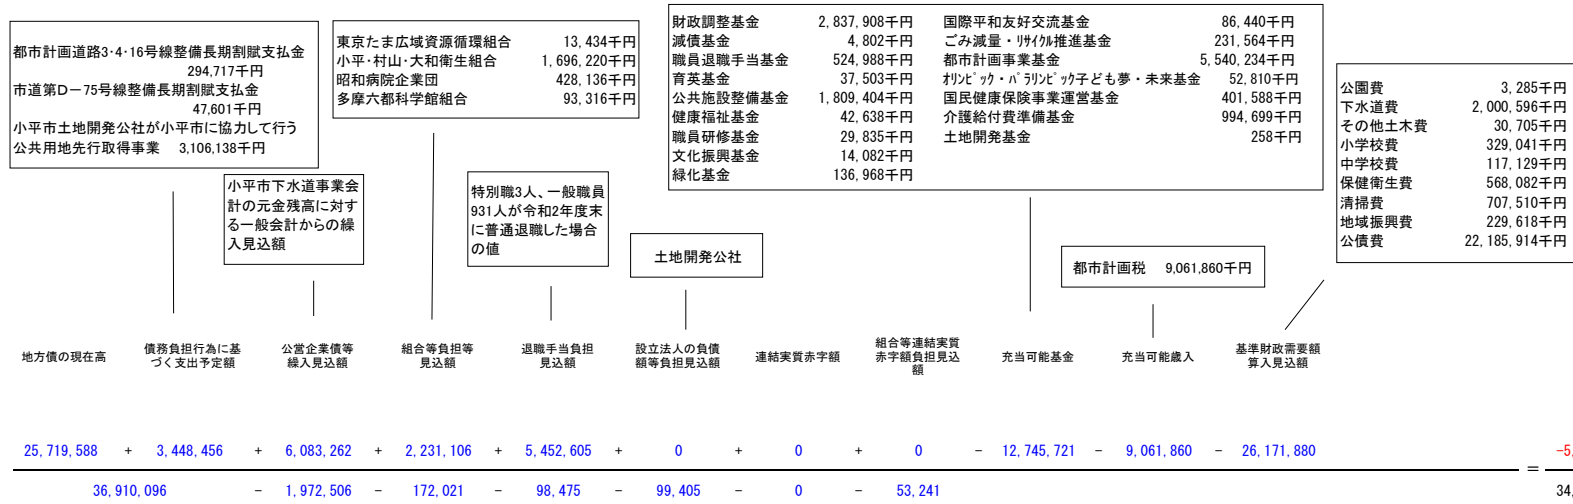 都市計画道路3・4・16号線整備長期割賦支払金
294,717千円
市道第D－75号線整備長期割賦支払金
47,601千円
小平市土地開発公社が小平市に協力して行う
公共用地先行取得事業 3,106,138千円
東京たま広域資源循環組合 13,434千円
小平・村山・大和衛生組合 1,696,220千円
昭和病院企業団 428,136千円
多摩六都科学館組合 93,316千円
財政調整基金 2,837,908千円 国際平和友好交流基金 86,440千円
減債基金 4,802千円 ごみ減量・ﾘｻｲｸﾙ推進基金 231,564千円
職員退職手当基金 524,988千円 都市計画事業基金 5,540,234千円
育英基金 37,503千円 ｵﾘﾝﾋﾟｯｸ・ﾊﾟﾗﾘﾝﾋﾟｯｸ子ども夢・未来基金 52,810千円
公共施設整備基金 1,809,404千円 国民健康保険事業運営基金 401,588千円
健康福祉基金 42,638千円 介護給付費準備基金 994,699千円
職員研修基金 29,835千円 土地開発基金 258千円
文化振興基金 14,082千円
緑化基金 136,968千円
公園費 3,285千円
下水道費 2,000,596千円
その他土木費 30,705千円
小学校費 329,041千円
中学校費 117,129千円
保健衛生費 568,082千円
清掃費 707,510千円
地域振興費 229,618千円
公債費 22,185,914千円
小平市下水道事業会
計の元金残高に対す
る一般会計からの繰
入見込額
特別職3人、一般職員
931人が令和2年度末
に普通退職した場合
の値
土地開発公社
都市計画税 9,061,860千円
地方債の現在高
債務負担行為に基
づく支出予定額
公営企業債等
繰入見込額
組合等負担等
見込額
退職手当負担
見込額
設立法人の負債
額等負担見込額
連結実質赤字額
組合等連結実質
赤字額負担見込
額
充当可能基金
充当可能歳入
基準財政需要額
算入見込額
25,719,588 + 3,448,456 + 6,083,262 + 2,231,106 + 5,452,605 + 0 + 0 + 0 － 12,745,721 － 9,061,860 － 26,171,880
＝
-5,
36,910,096 － 1,972,506 － 172,021 － 98,475 － 99,405 － 0 － 53,241
34,